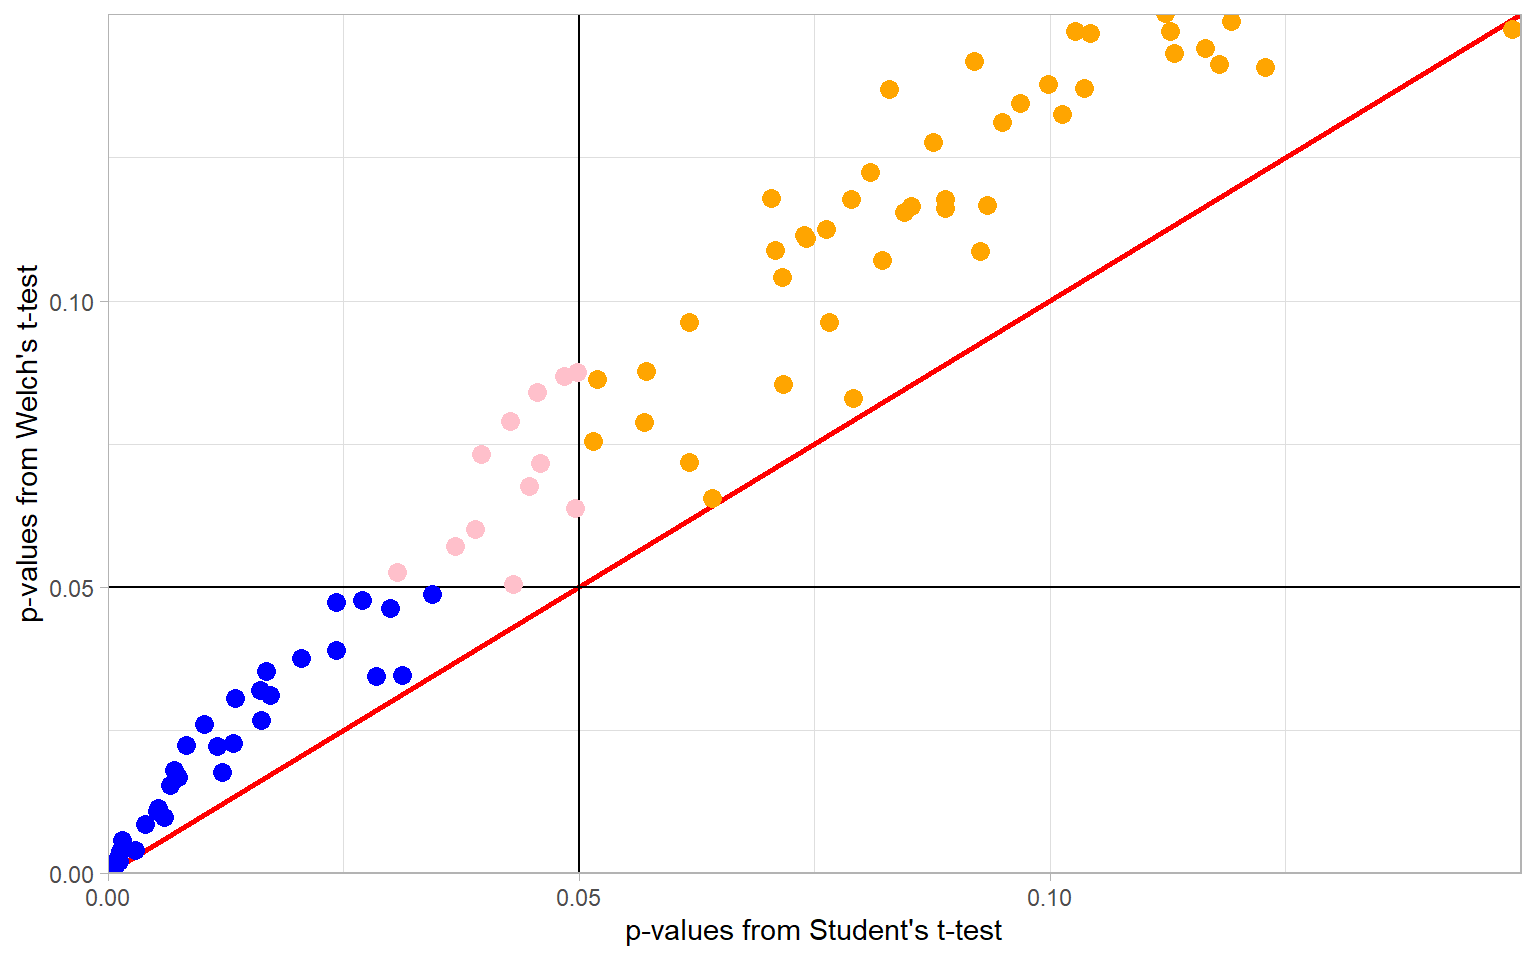 p-values from Welch's t-test
0.10
0.05
0.00
0.00 0.05 0.10
p-values from Student's t-test